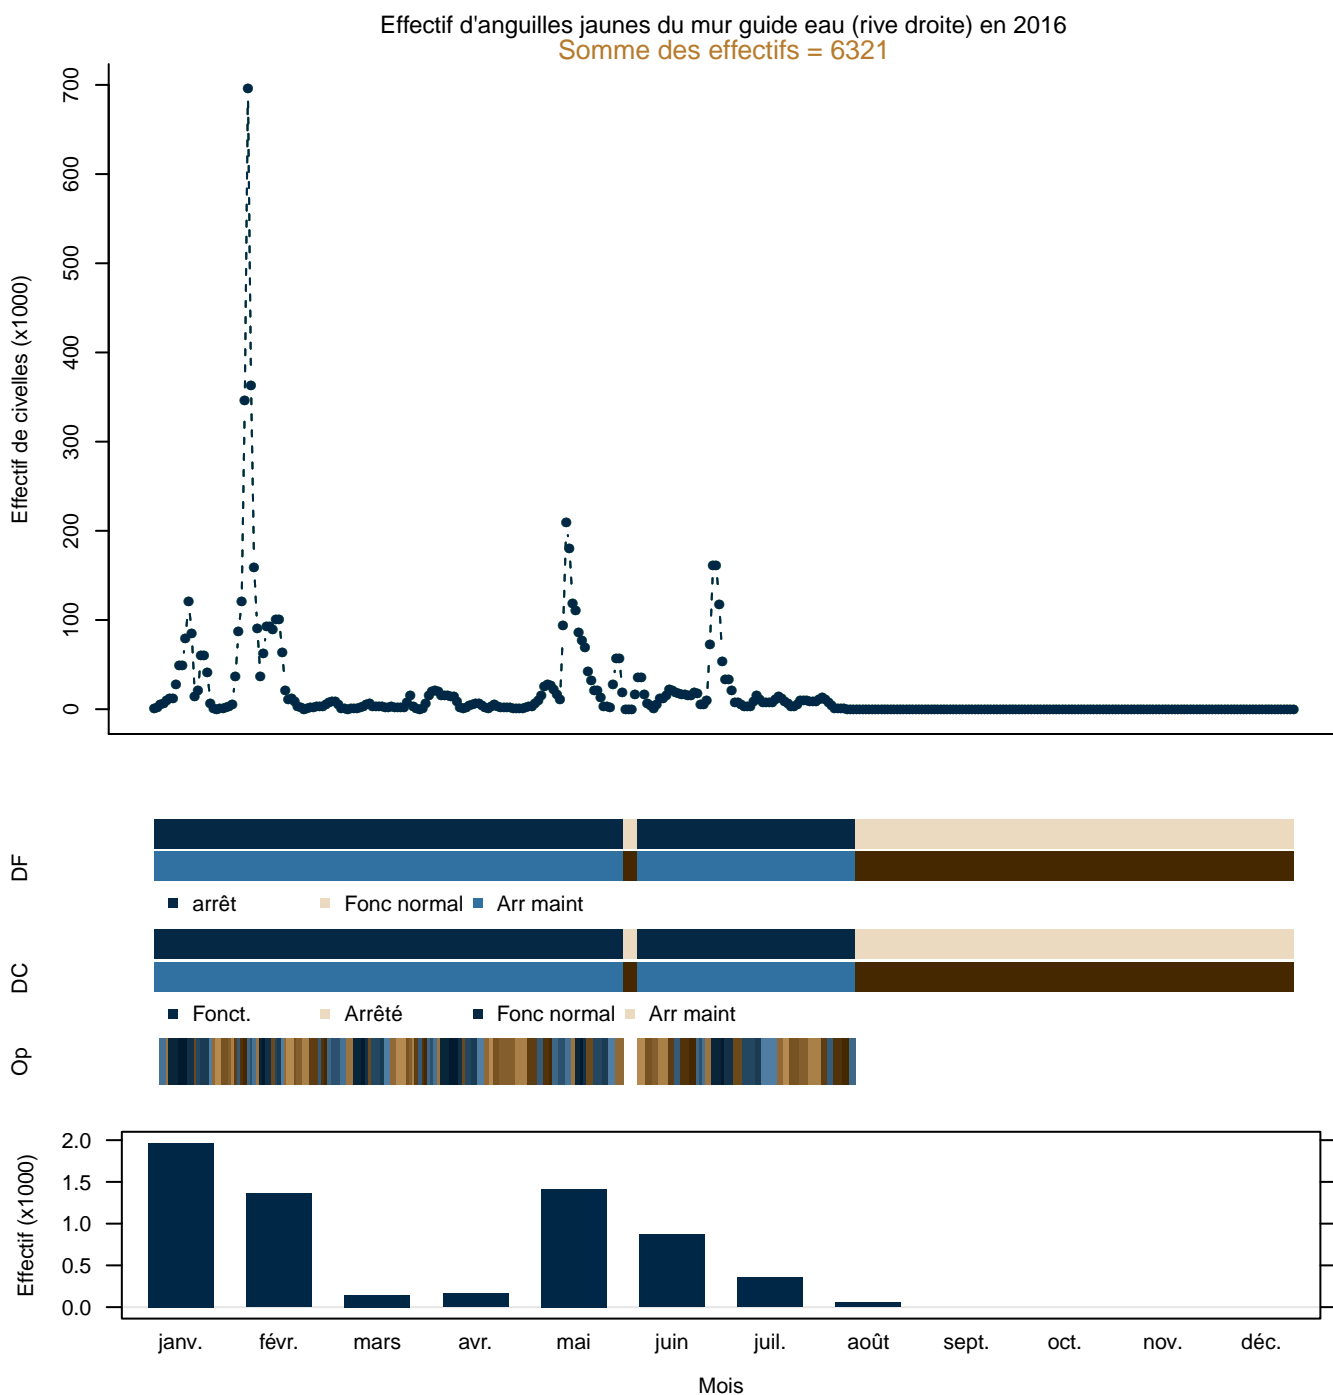 Effectif d'anguilles jaunes du mur guide eau (rive droite) en 2016
Somme des effectifs = 6321
Effectif de civelles (x1000)
700
600
500
400
300
200
100
0
DF
arrêt Fonc normal Arr maint
DC
Fonct. Arrêté Fonc normal Arr maint
Op
Effectif (x1000)
2.0
1.5
1.0
0.5
0.0
janv. févr. mars avr. mai juin juil. août sept. oct. nov. déc.
Mois